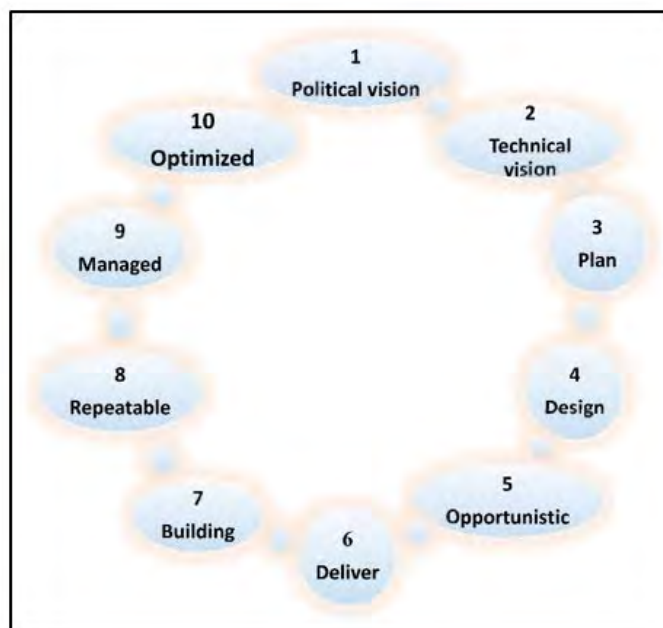 1
Political vision
2
Technical
vision
3
Plan
4
Design
5
Opportunistic
6
Deliver
7
Building
8
Repeatable
9
Managed
10
Optimized